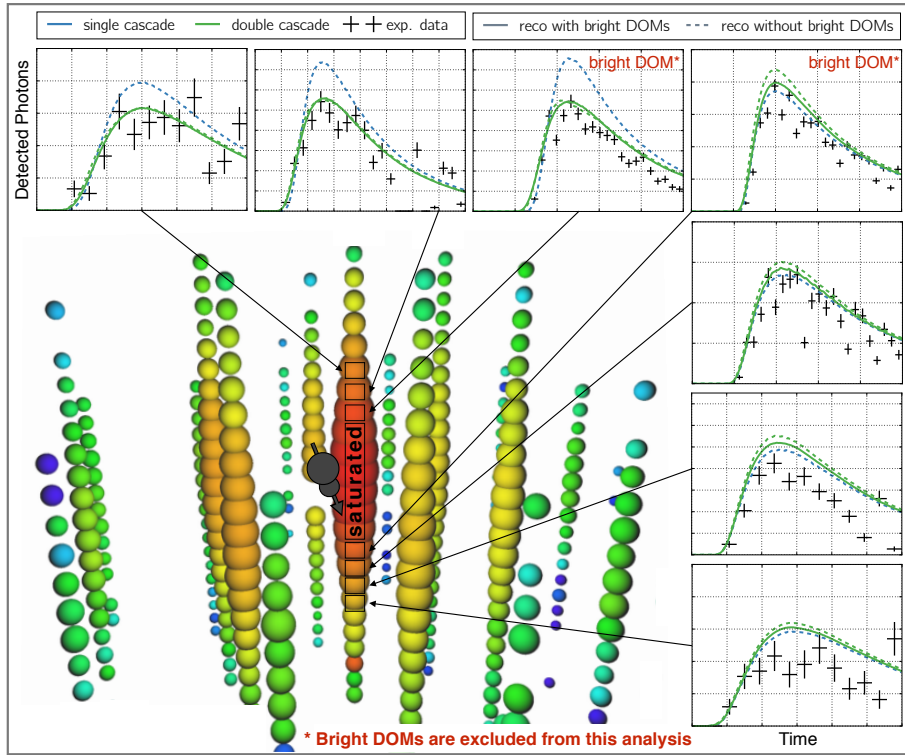 single cascade double cascade exp. data
reco with bright DOMs reco without bright DOMs
bright DOM*
bright DOM*
Detected Photons
saturated
* Bright DOMs are excluded from this analysis
Time